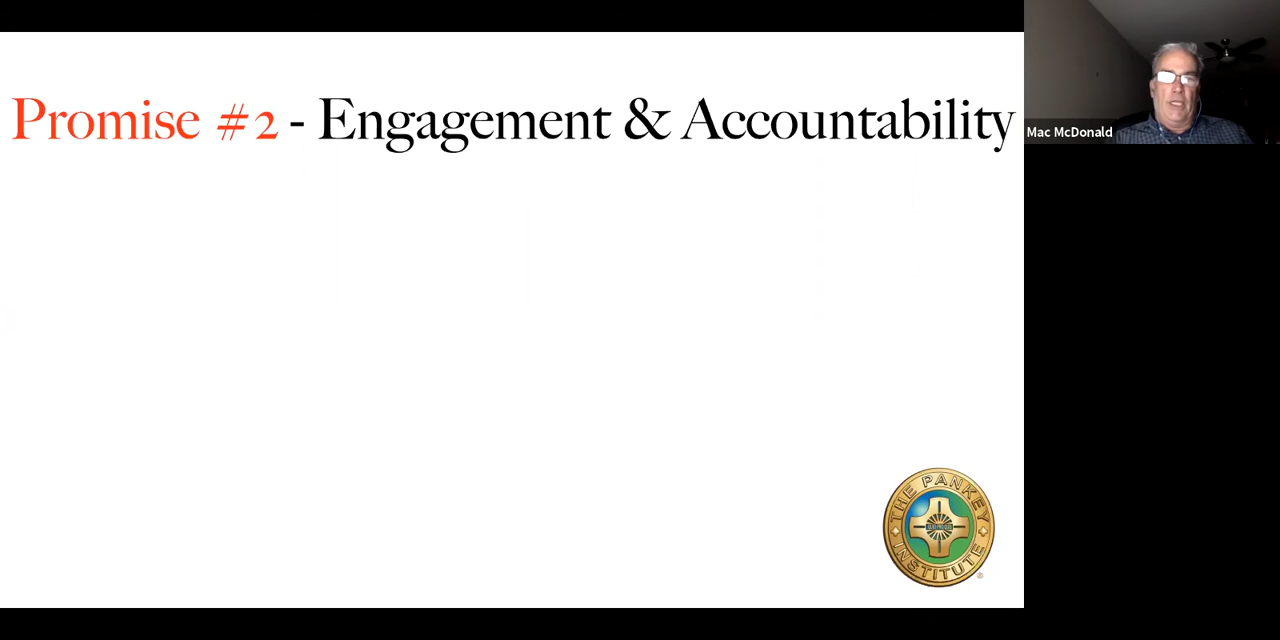 Promise #2 - Engagement & Accountability
Mac McDonald
THE PANKEY
INSTITUTE